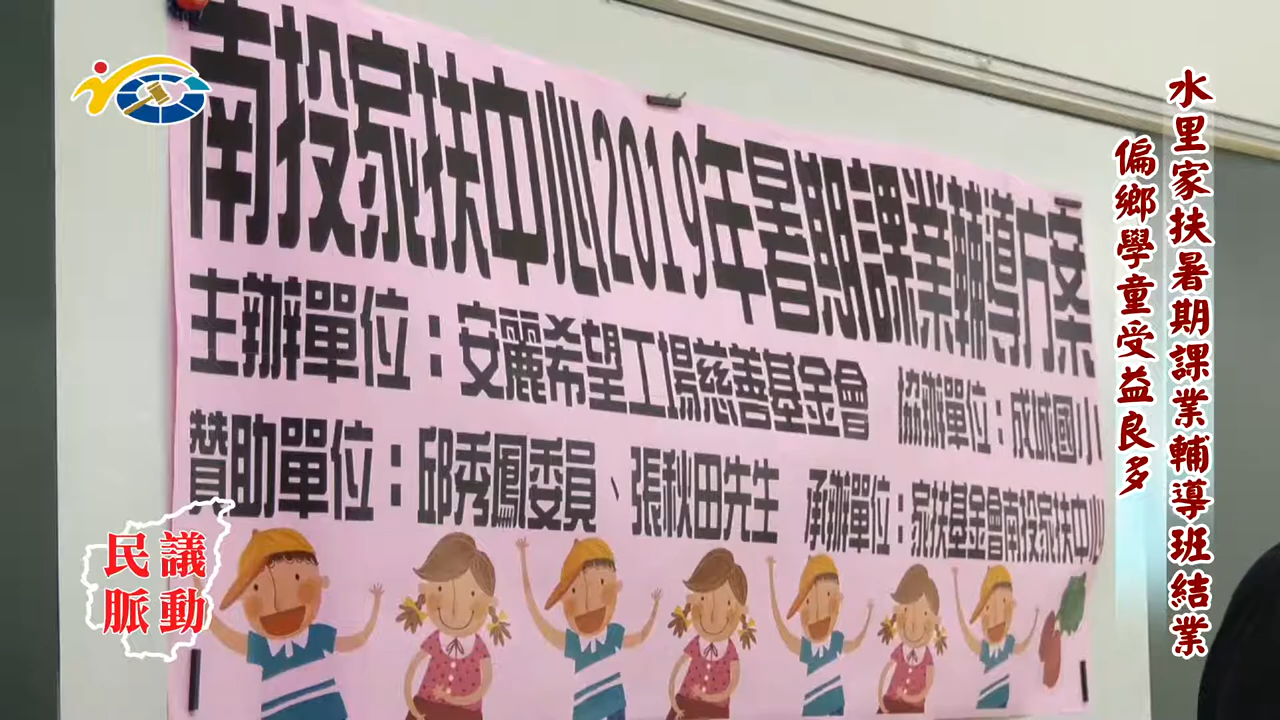 南投家扶中心2019年暑期課業輔導方案
主辦單位：安麗希望工場慈善基金會 協辦單位：成城國小
贊助單位：邱秀鳳委員、張秋田先生 承辦單位：家扶基金會南投家扶中心
水里家扶暑期課業輔導班結業
偏鄉學童受益良多
民議
脈動